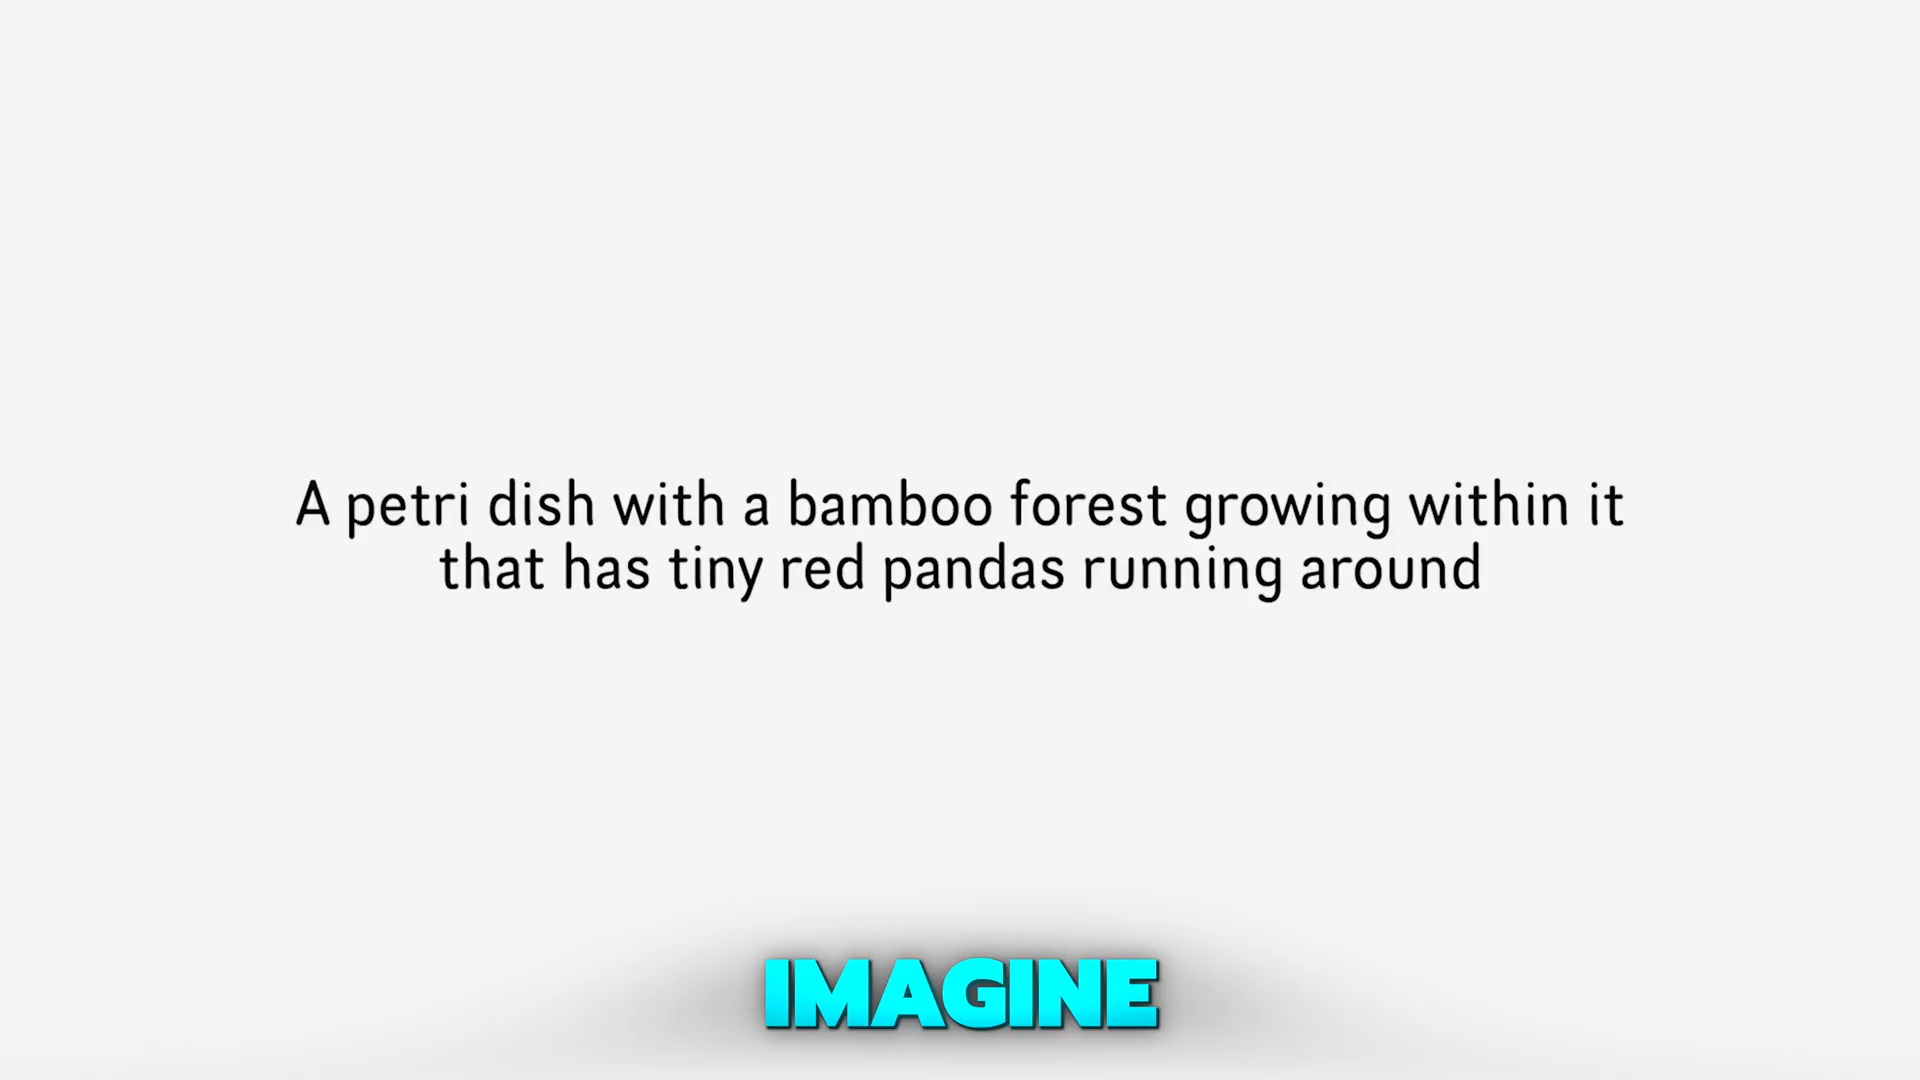 A petri dish with a bamboo forest growing within it
that has tiny red pandas running around
IMAGINE